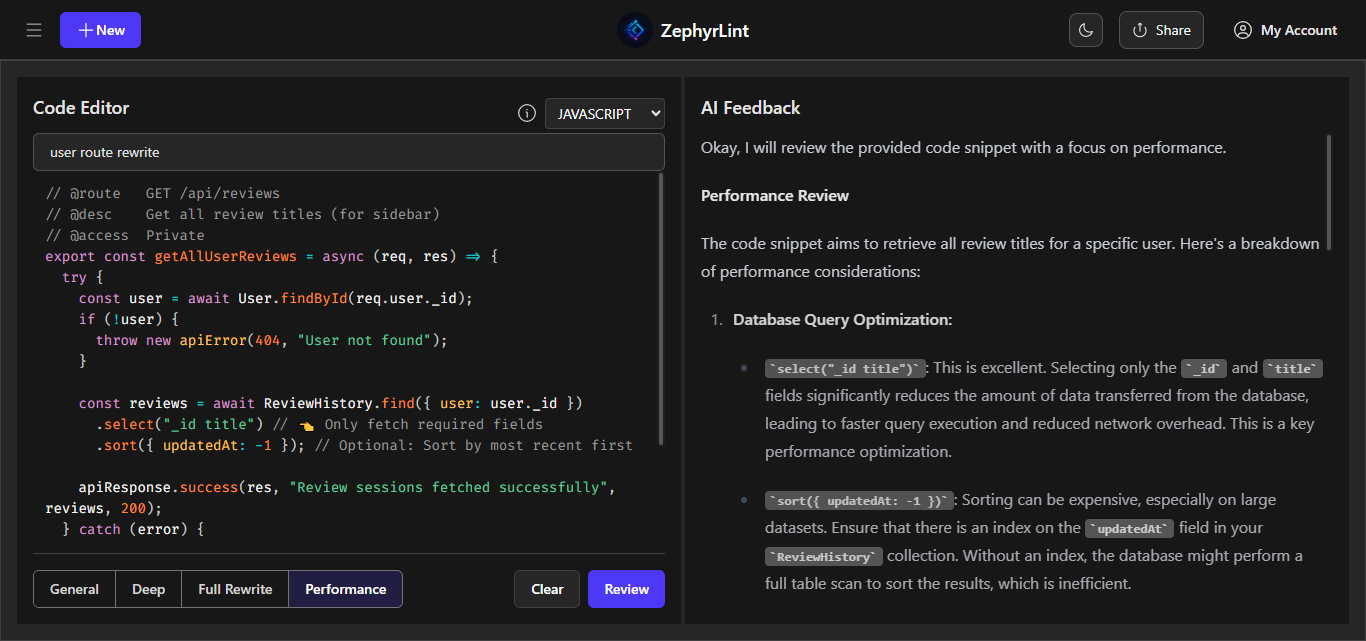 New
ZephyrLint
Share
My Account
Code Editor
JAVASCRIPT
user route rewrite
// @route   GET /api/reviews
// @desc    Get all review titles (for sidebar)
// @access  Private
export const getAllUserReviews = async (req, res) => {
  try {
    const user = await User.findById(req.user._id);
    if (!user) {
      throw new apiError(404, "User not found");
    }
    const reviews = await ReviewHistory.find({ user: user._id })
      .select("_id title") // 👈 Only fetch required fields
      .sort({ updatedAt: -1 }); // Optional: Sort by most recent first
    apiResponse.success(res, "Review sessions fetched successfully",
reviews, 200);
  } catch (error) {
General
Deep
Full Rewrite
Performance
Clear
Review
AI Feedback
Okay, I will review the provided code snippet with a focus on performance.
Performance Review
The code snippet aims to retrieve all review titles for a specific user. Here's a breakdown
of performance considerations:
1. Database Query Optimization:
• `select("_id title")`: This is excellent. Selecting only the `_id` and `title`
fields significantly reduces the amount of data transferred from the database,
leading to faster query execution and reduced network overhead. This is a key
performance optimization.
• `sort({ updatedAt: -1 })`: Sorting can be expensive, especially on large
datasets. Ensure that there is an index on the `updatedAt` field in your
`ReviewHistory` collection. Without an index, the database might perform a
full table scan to sort the results, which is inefficient.